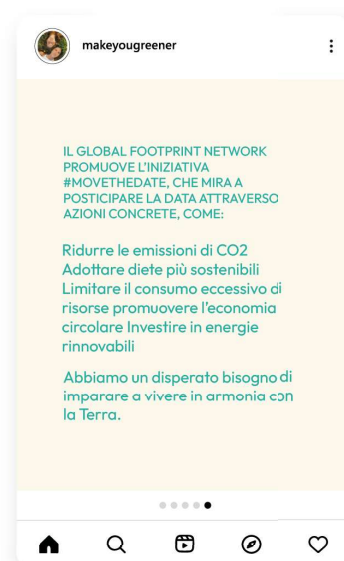 makeyougreener
IL GLOBAL FOOTPRINT NETWORK
PROMUOVE L'INIZIATIVA
#MOVETHEDATE, CHE MIRA A
POSTICIPARE LA DATA ATTRAVERSO
AZIONI CONCRETE, COME:
Ridurre le emissioni di CO2
Adottare diete più sostenibili
Limitare il consumo eccessivo di
risorse promuovere l'economia
circolare Investire in energie
rinnovabili
Abbiamo un disperato bisogno di
imparare a vivere in armonia con
la Terra.